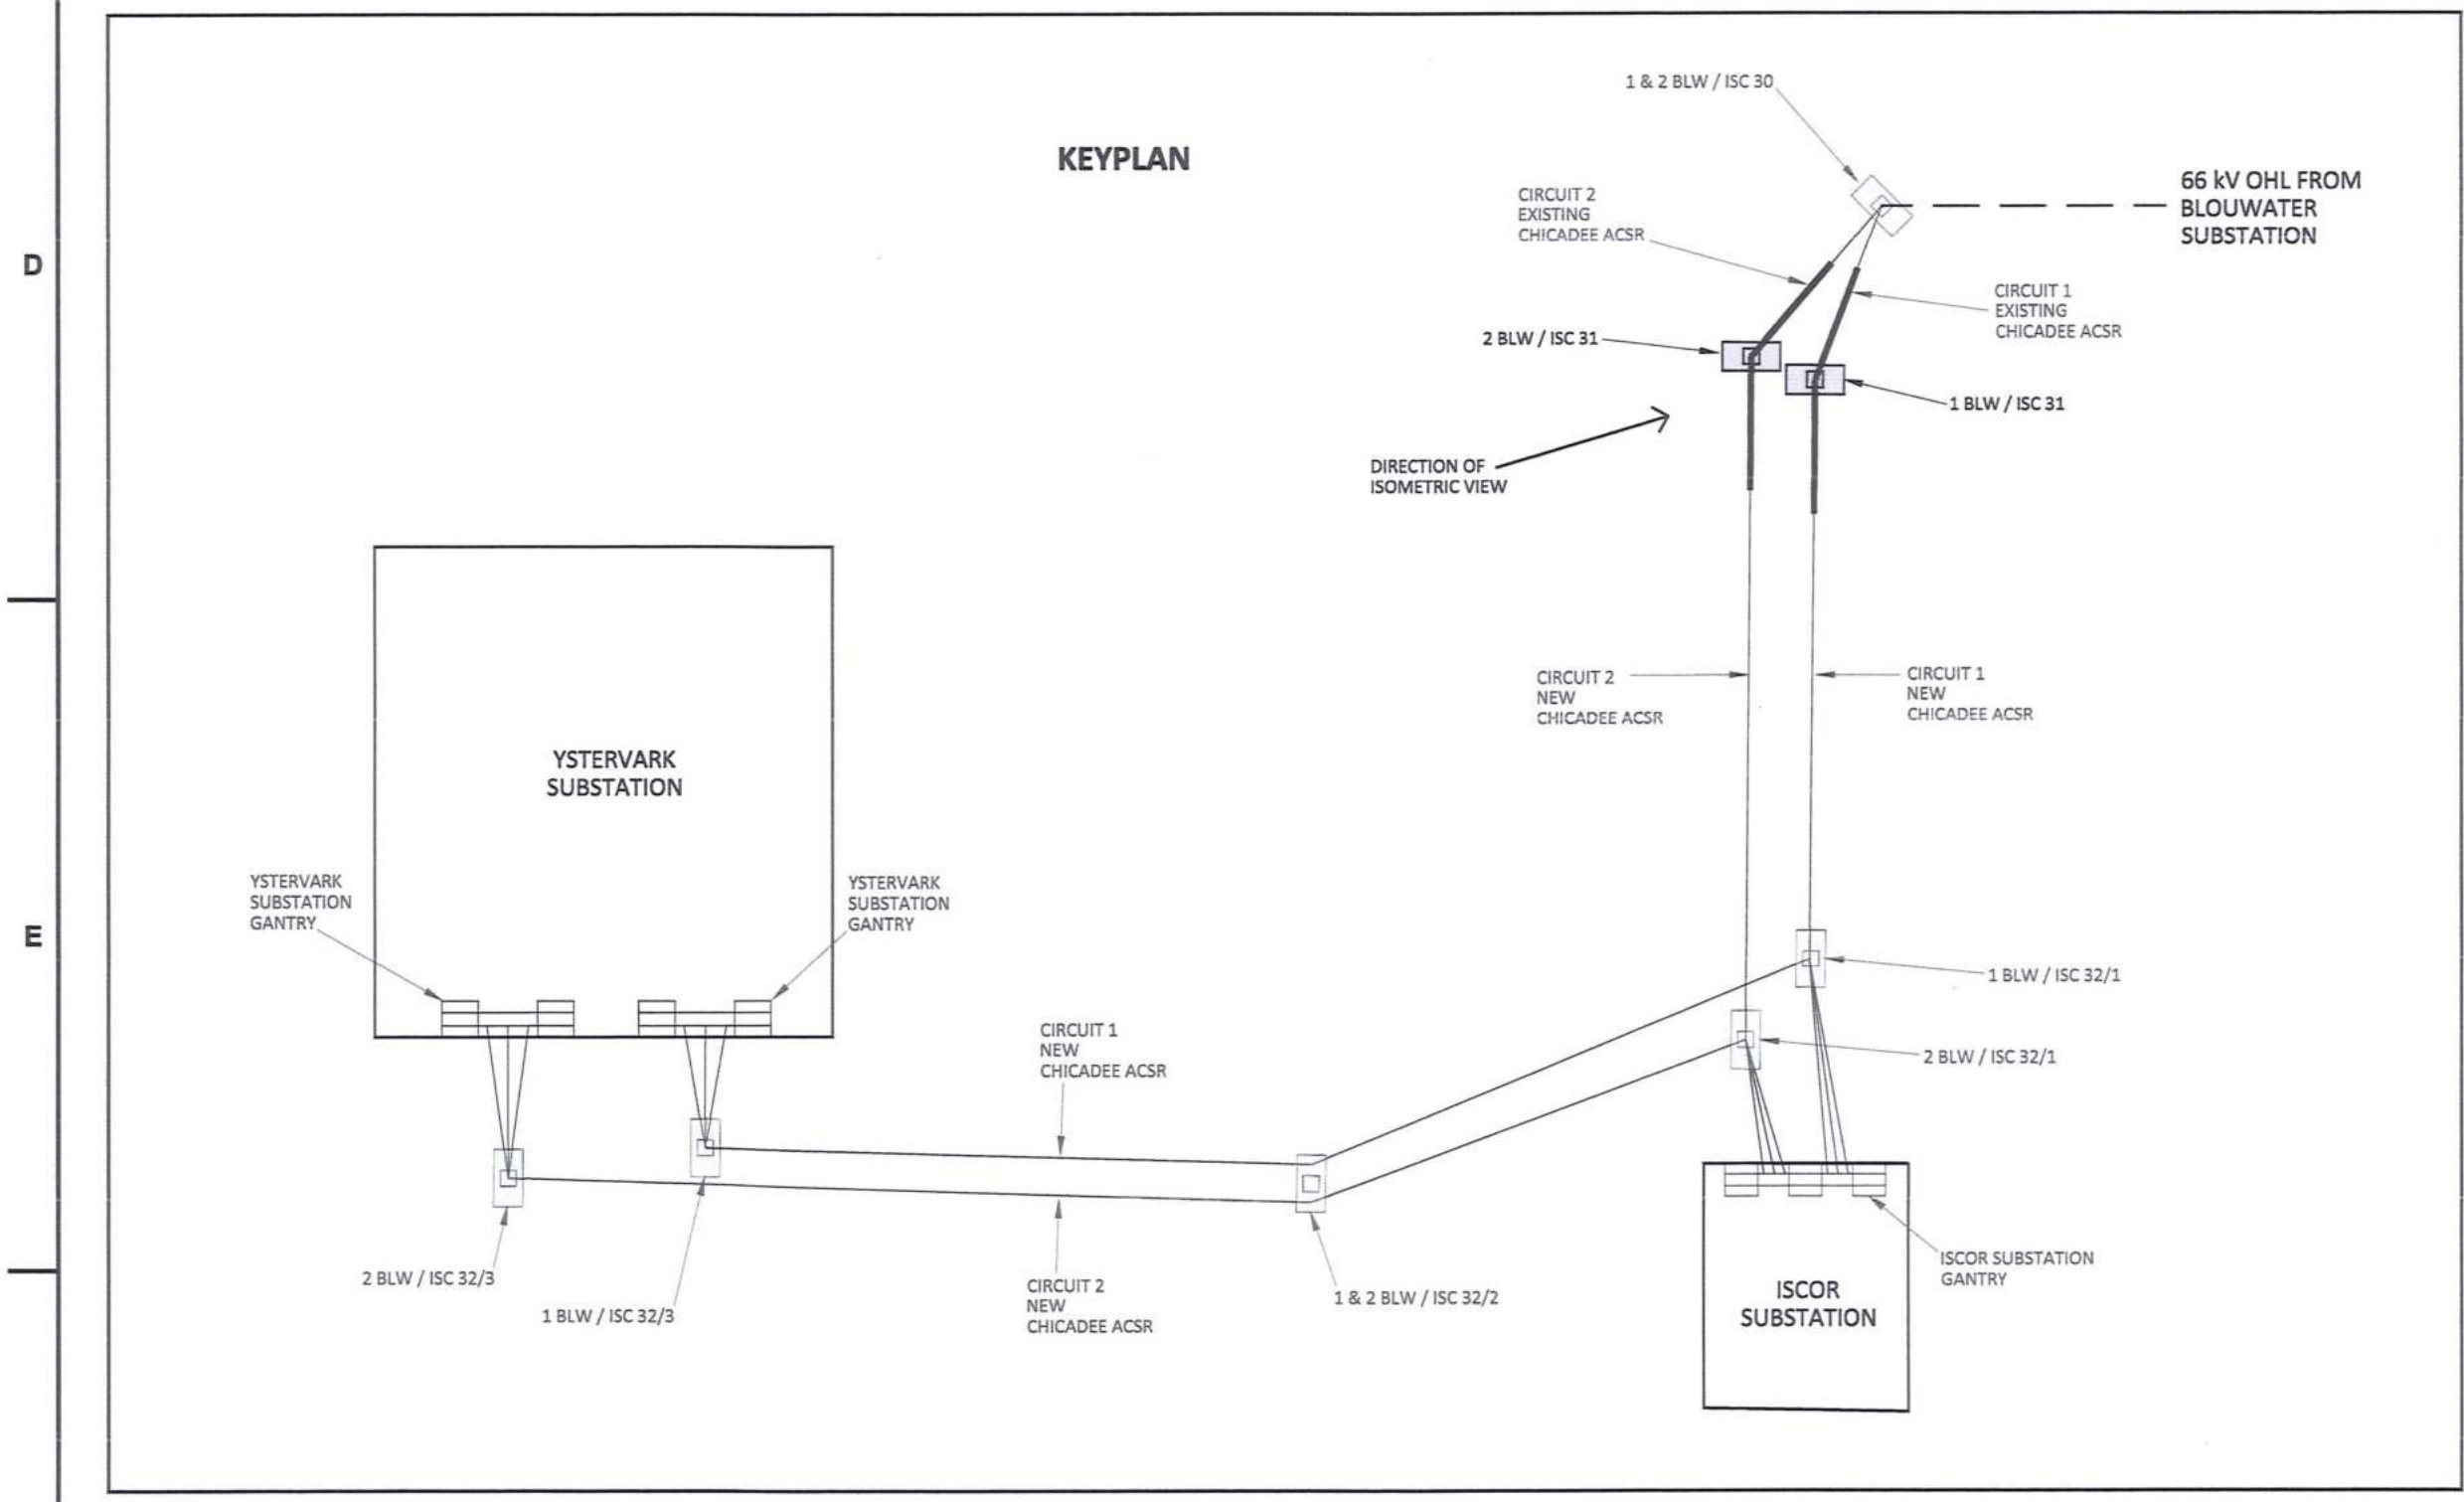 KEYPLAN
D
E
1 & 2 BLW / ISC 30
66 kV OHL FROM
BLOUWATER
SUBSTATION
CIRCUIT 2
EXISTING
CHICADEE ACSR
CIRCUIT 1
EXISTING
CHICADEE ACSR
2 BLW / ISC 31
1 BLW / ISC 31
DIRECTION OF
ISOMETRIC VIEW
CIRCUIT 2
NEW
CHICADEE ACSR
CIRCUIT 1
NEW
CHICADEE ACSR
YSTERVARK
SUBSTATION
YSTERVARK
SUBSTATION
GANTRY
YSTERVARK
SUBSTATION
GANTRY
1 BLW / ISC 32/1
2 BLW / ISC 32/1
CIRCUIT 1
NEW
CHICADEE ACSR
2 BLW / ISC 32/3
1 BLW / ISC 32/3
CIRCUIT 2
NEW
CHICADEE ACSR
1 & 2 BLW / ISC 32/2
ISCOR SUBSTATION
GANTRY
ISCOR
SUBSTATION